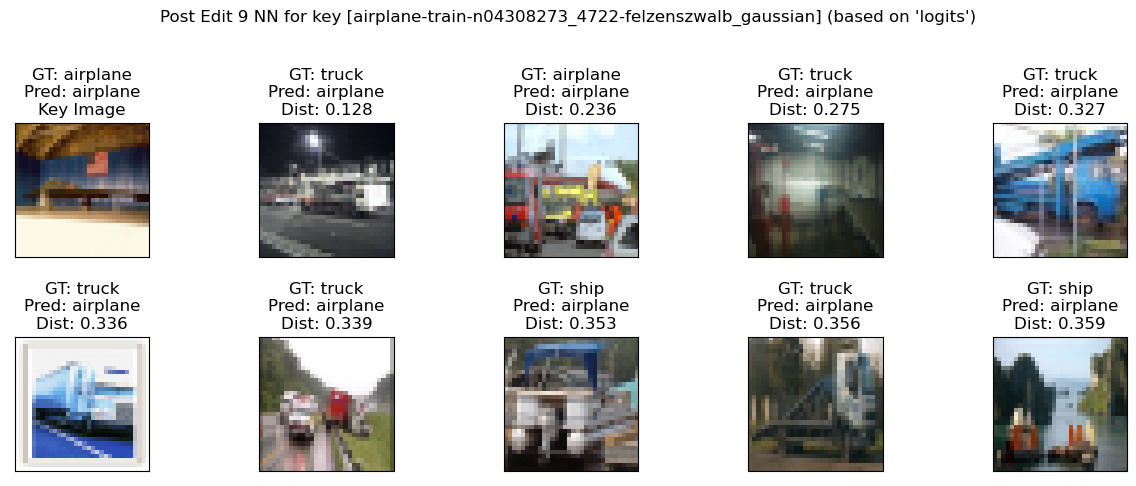 Post Edit 9 NN for key [airplane-train-n04308273_4722-felzenszwalb_gaussian] (based on 'logits')
GT: airplane
Pred: airplane
Key Image
GT: truck
Pred: airplane
Dist: 0.128
GT: airplane
Pred: airplane
Dist: 0.236
GT: truck
Pred: airplane
Dist: 0.275
GT: truck
Pred: airplane
Dist: 0.327
GT: truck
Pred: airplane
Dist: 0.336
GT: truck
Pred: airplane
Dist: 0.339
GT: ship
Pred: airplane
Dist: 0.353
GT: truck
Pred: airplane
Dist: 0.356
GT: ship
Pred: airplane
Dist: 0.359